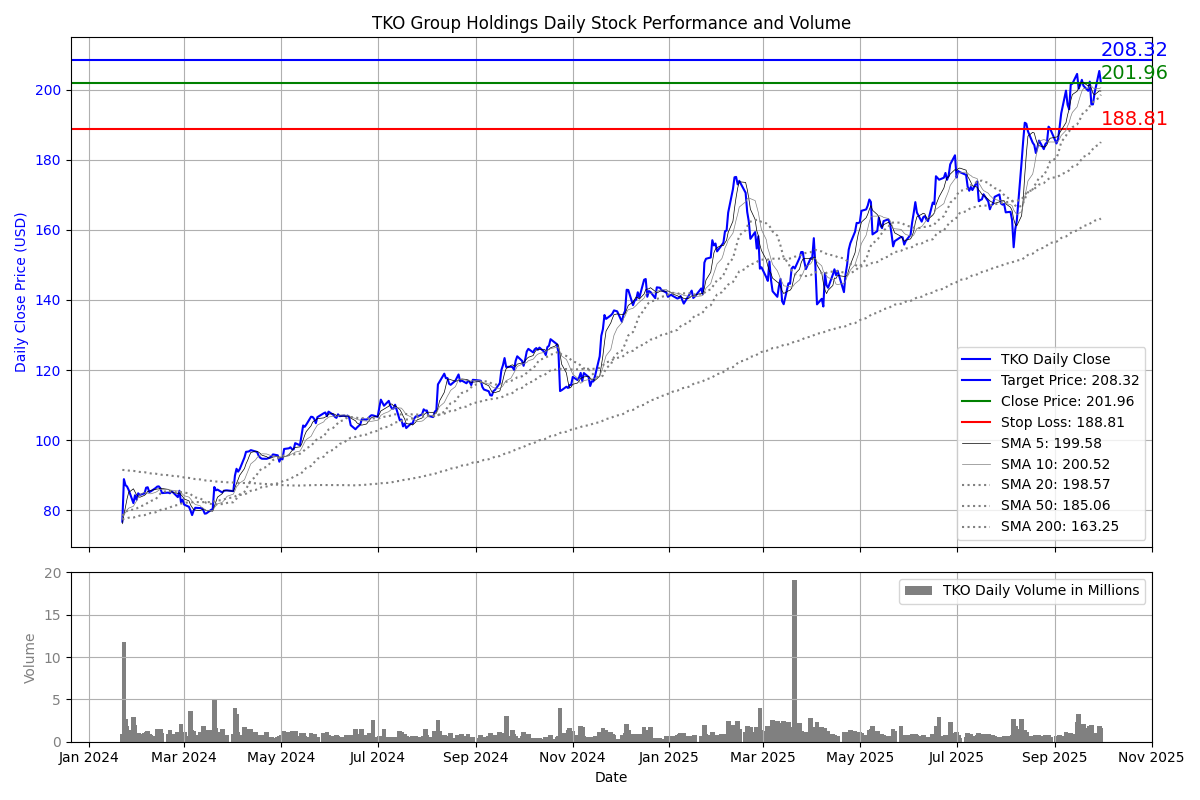 TKO Group Holdings Daily Stock Performance and Volume
208.32
201.96
188.81
200
180
160
140
120
100
80
Daily Close Price (USD)
TKO Daily Close
Target Price: 208.32
Close Price: 201.96
Stop Loss: 188.81
SMA 5: 199.58
SMA 10: 200.52
SMA 20: 198.57
SMA 50: 185.06
SMA 200: 163.25
20
15
10
5
0
Volume
TKO Daily Volume in Millions
Jan 2024
Mar 2024
May 2024
Jul 2024
Sep 2024
Nov 2024
Jan 2025
Mar 2025
May 2025
Jul 2025
Sep 2025
Nov 2025
Date